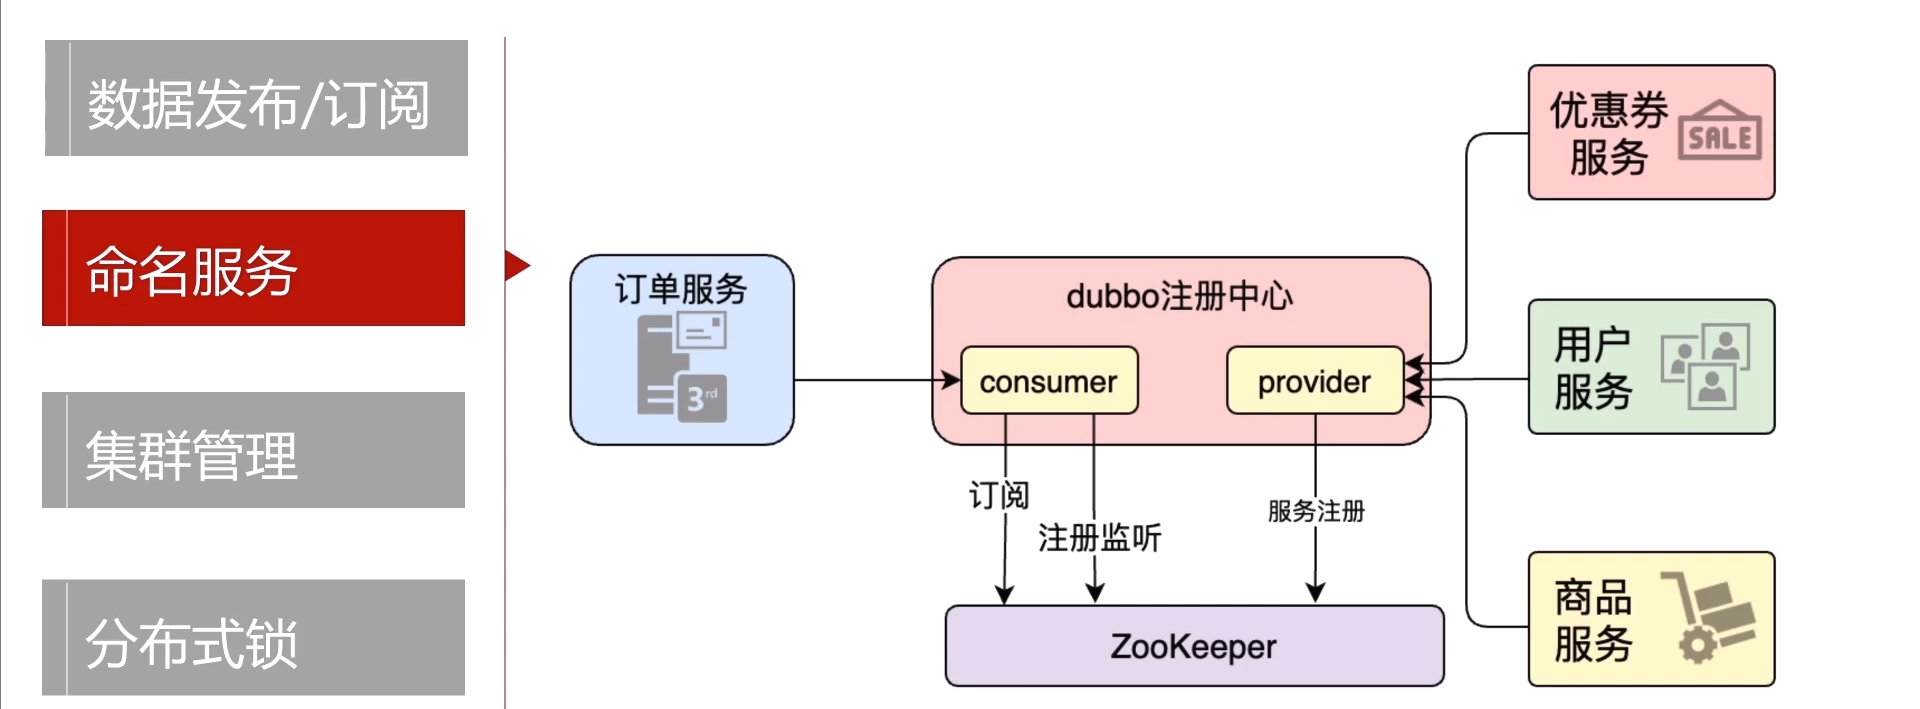 数据发布/订阅
命名服务
集群管理
分布式锁
订单服务
3rd
dubbo注册中心
consumer
provider
订阅
注册监听
服务注册
ZooKeeper
优惠券
服务
SALE
用户
服务
商品
服务